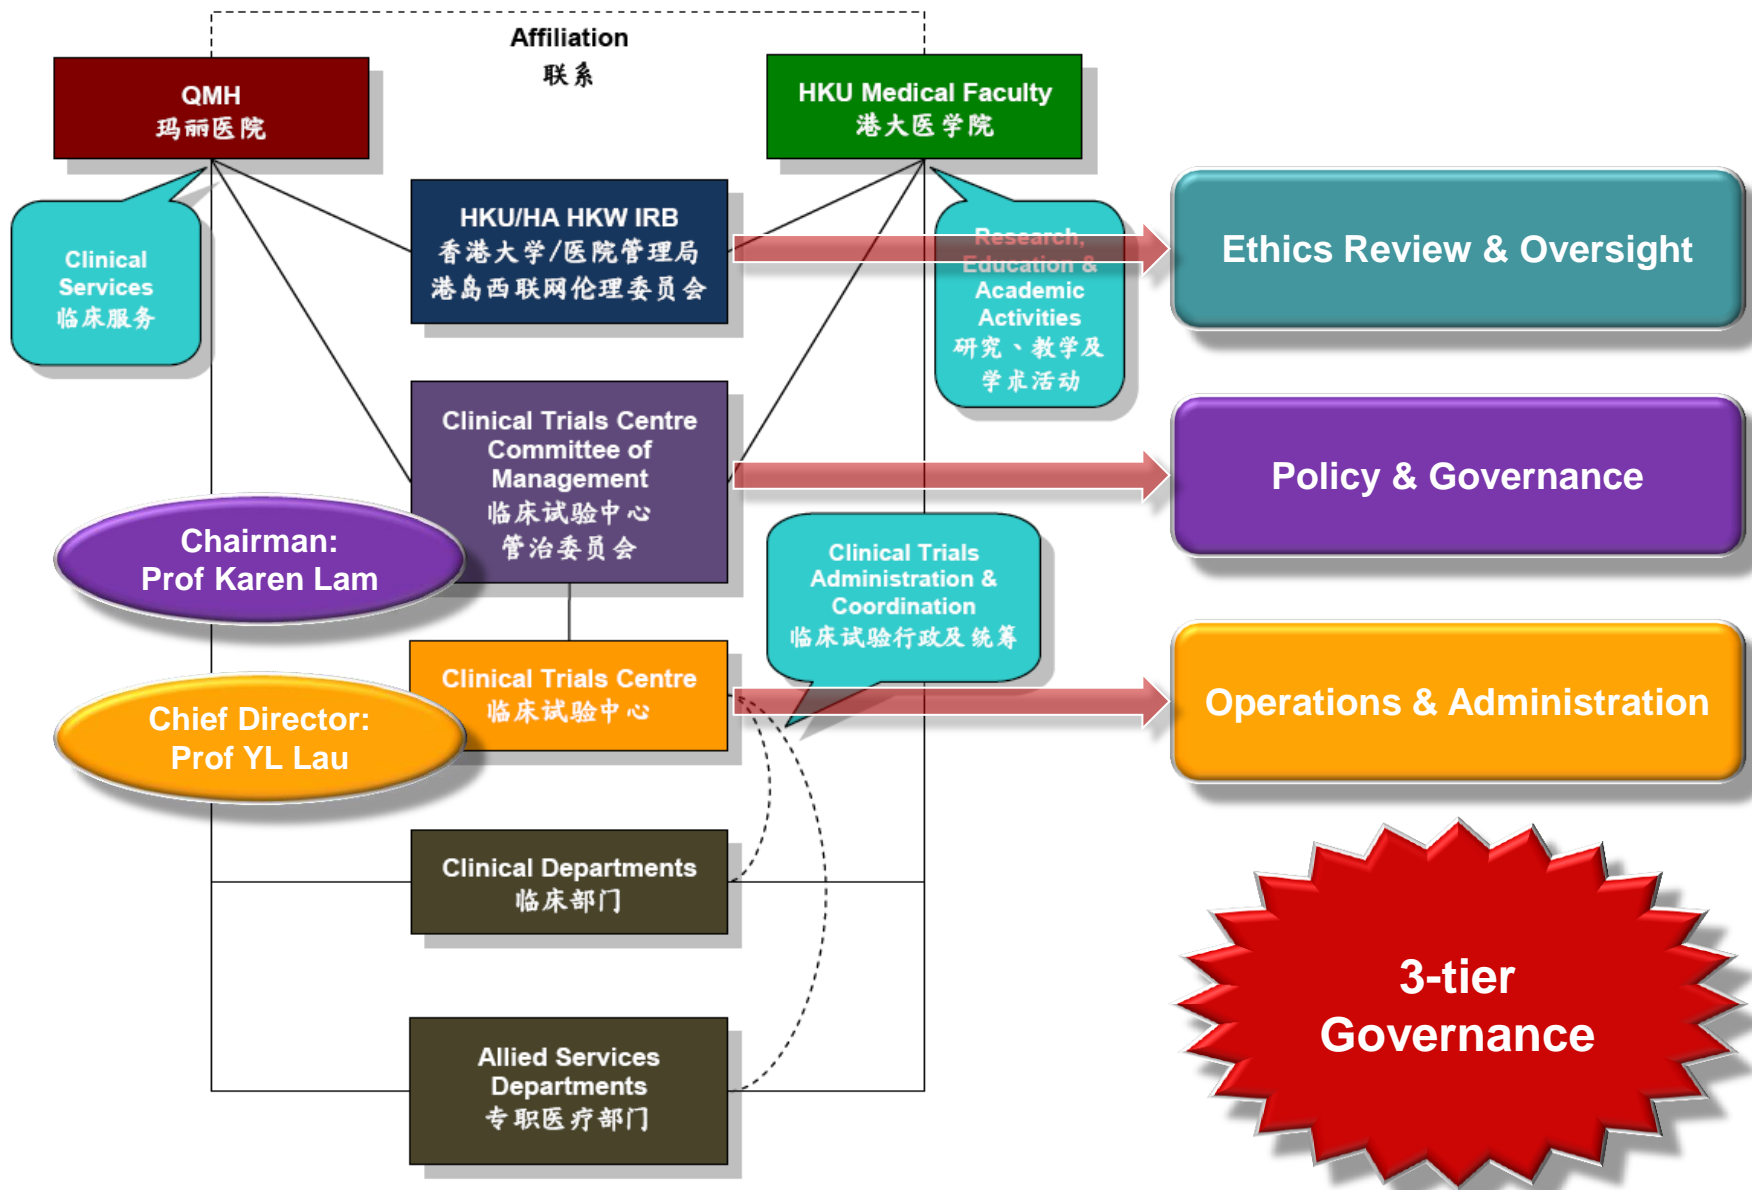 Affiliation
联系
QMH
玛丽医院
HKU Medical Faculty
港大医学院
Clinical
Services
临床服务
HKU/HA HKW IRB
香港大学/医院管理局
港岛西联网伦理委员会
Research,
Education &
Academic
Activities
研究、教学及
学术活动
Ethics Review & Oversight
Clinical Trials Centre
Committee of
Management
临床试验中心
管治委员会
Policy & Governance
Chairman:
Prof Karen Lam
Clinical Trials
Administration &
Coordination
临床试验行政及统筹
Clinical Trials Centre
临床试验中心
Operations & Administration
Chief Director:
Prof YL Lau
Clinical Departments
临床部门
Allied Services
Departments
专职医疗部门
3-tier
Governance